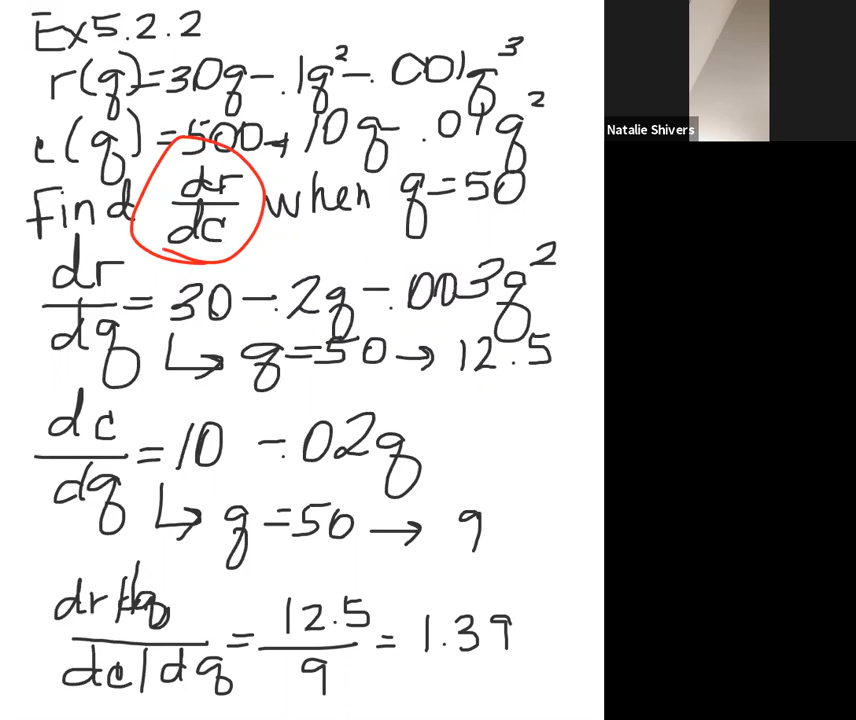 Ex5.2.2
r(q)=30q-.1q²-.001q³
c(q)=500+10q-.01q²
Find dr/dc when q=50
dr/dq = 30-.2q-.003q²
↳ q=50→12.5
dc/dq = 10-.02q
↳ q=50→9
dr/dq / dc/dq = 12.5/9 = 1.39
Natalie Shivers